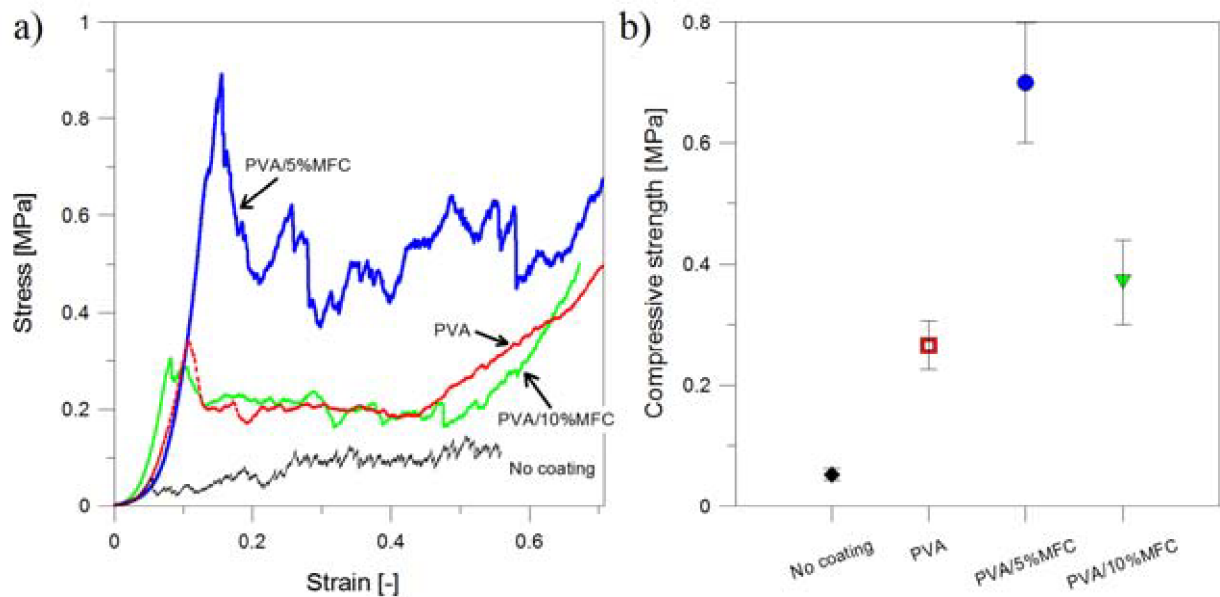 a)
Stress [MPa]
1
0.8
0.6
0.4
0.2
0
PVA/5%MFC
PVA
PVA/10%MFC
No coating
0
0.2
0.4
0.6
Strain [-]
b)
Compressive strength [MPa]
0.8
0.6
0.4
0.2
0
No coating
PVA
PVA/5%MFC
PVA/10%MFC